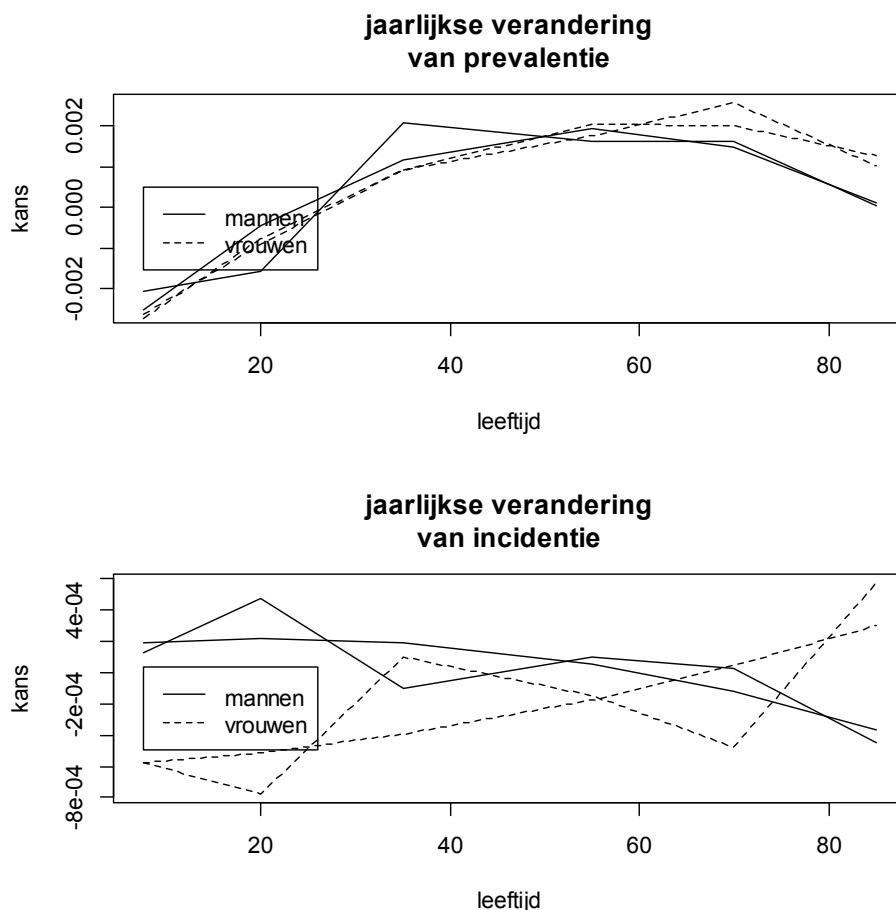 jaarlijkse verandering
van prevalentie
kans
0.002
0.000
-0.002
mannen
vrouwen
20 40 60 80
leeftijd
jaarlijkse verandering
van incidentie
kans
4e-04
-2e-04
-8e-04
mannen
vrouwen
20 40 60 80
leeftijd